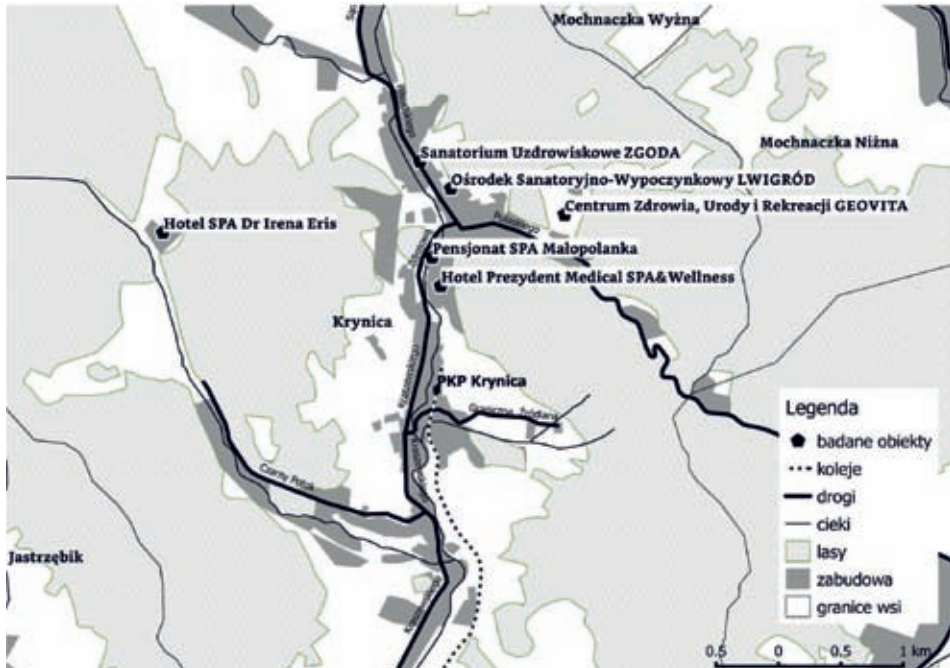 Mochnaczka Wyżna
Mochnaczka Niżna
Sanatorium Uzdrowiskowe ZGODA
Ośrodek Sanatoryjno-Wypoczynkowy LWIGRÓD
Centrum Zdrowia, Urody i Rekreacji GEOVITA
Hotel SPA Dr Irena Eris
Pensjonat SPA Małopolanka
Hotel Prezydent Medical SPA&Wellness
Krynica
PKP Krynica
Czarny Potok
Jastrzębik
Legenda
badane obiekty
koleje
drogi
cieki
lasy
zabudowa
granice wsi
0.5 0 0.5 1 km